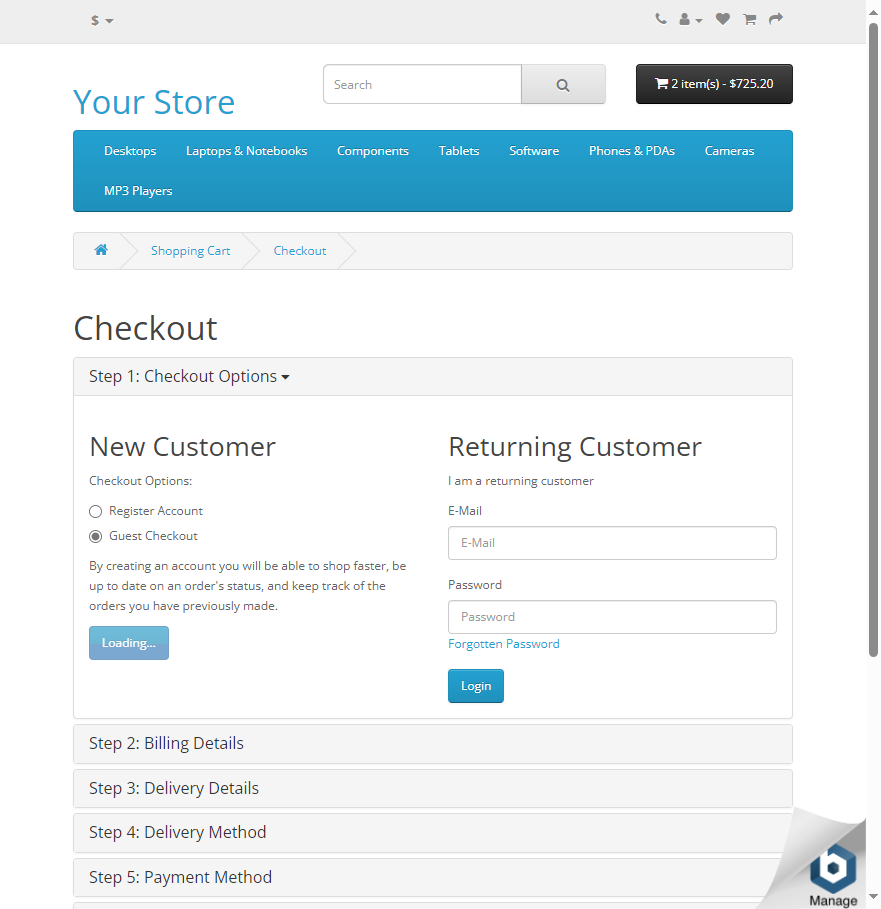 $
Your Store
Search
2 item(s) - $725.20
Desktops
Laptops & Notebooks
Components
Tablets
Software
Phones & PDAs
Cameras
MP3 Players
Shopping Cart
Checkout
Checkout
Step 1: Checkout Options
New Customer
Checkout Options:
Register Account
Guest Checkout
By creating an account you will be able to shop faster, be
up to date on an order's status, and keep track of the
orders you have previously made.
Loading...
Returning Customer
I am a returning customer
E-Mail
E-Mail
Password
Password
Forgotten Password
Login
Step 2: Billing Details
Step 3: Delivery Details
Step 4: Delivery Method
Step 5: Payment Method
b
Manage